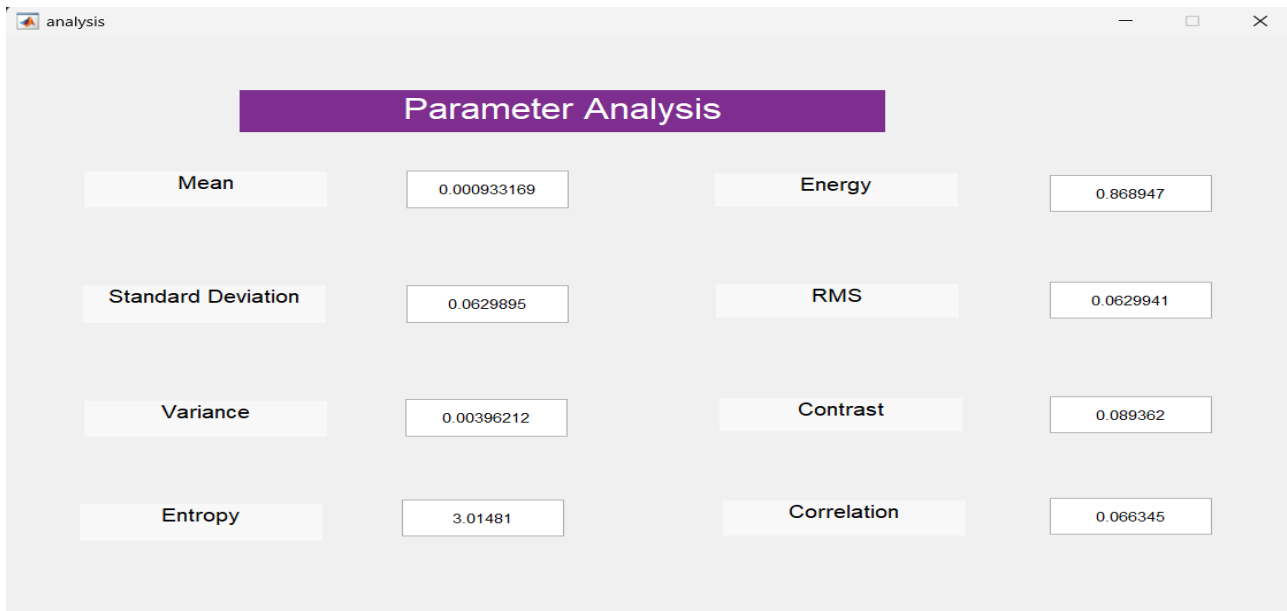 analysis
Parameter Analysis
Mean 0.000933169 Energy 0.868947
Standard Deviation 0.0629895 RMS 0.0629941
Variance 0.00396212 Contrast 0.089362
Entropy 3.01481 Correlation 0.066345